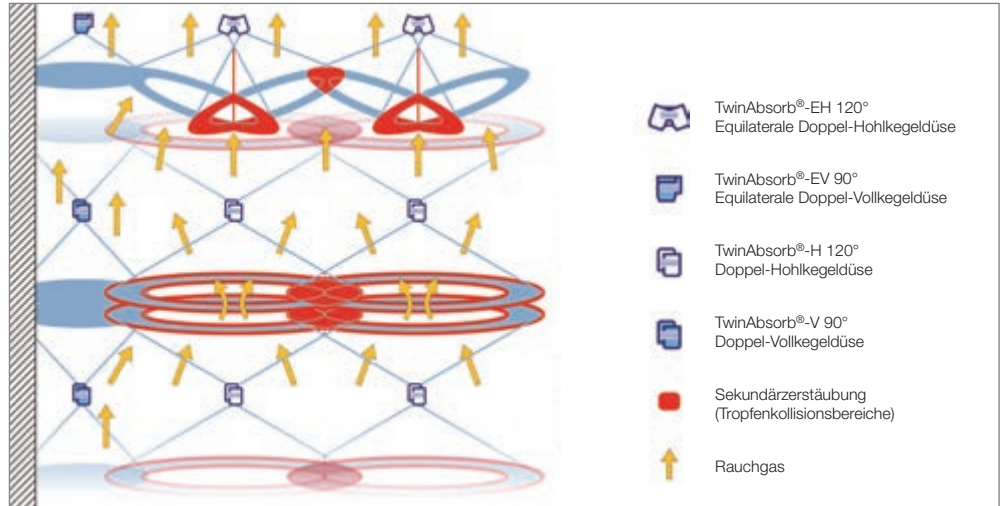 TwinAbsorb®-EH 120°
Equilaterale Doppel-Hohlkegeldüse
TwinAbsorb®-EV 90°
Equilaterale Doppel-Vollkegeldüse
TwinAbsorb®-H 120°
Doppel-Hohlkegeldüse
TwinAbsorb®-V 90°
Doppel-Vollkegeldüse
Sekundärzerstäubung
(Tropfenkollisionsbereiche)
Rauchgas